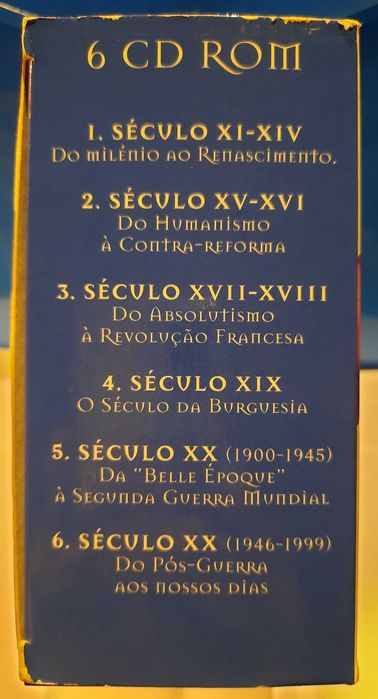 6 CD ROM
1. SÉCULO XI-XIV
Do milénio ao Renascimento.
2. SÉCULO XV-XVI
Do Humanismo
à Contra-reforma
3. SÉCULO XVII-XVIII
Do Absolutismo
à Revolução Francesa
4. SÉCULO XIX
O Século da Burguesia
5. SÉCULO XX (1900-1945)
Da "Belle Époque"
à Segunda Guerra Mundial
6. SÉCULO XX (1946-1999)
Do Pós-Guerra
aos nossos dias